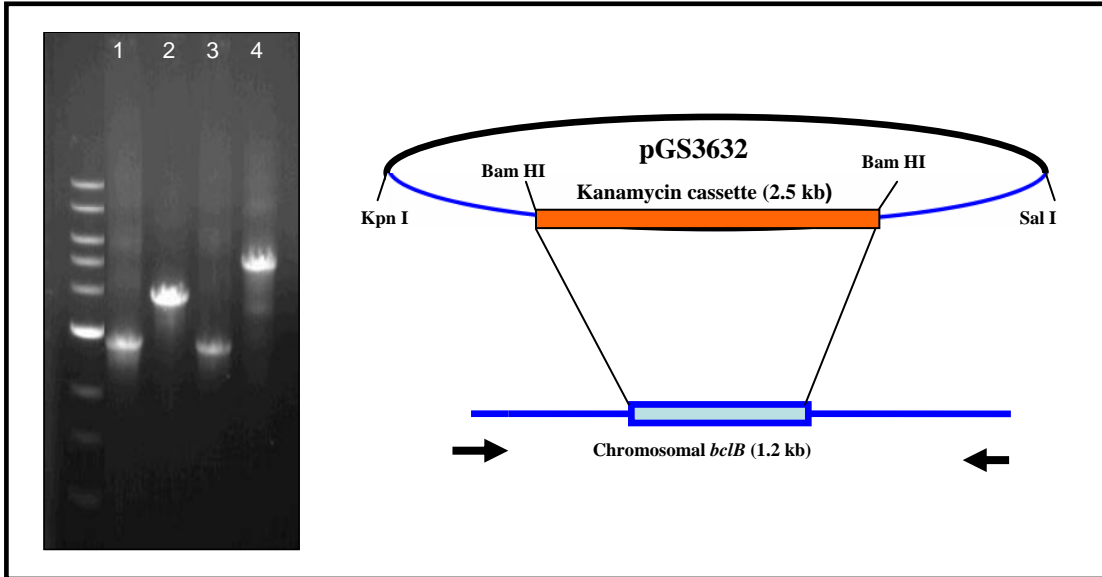 1 2 3 4
pGS3632
Bam HI
Bam HI
Kanamycin cassette (2.5 kb)
Kpn I
Sal I
Chromosomal bclB (1.2 kb)